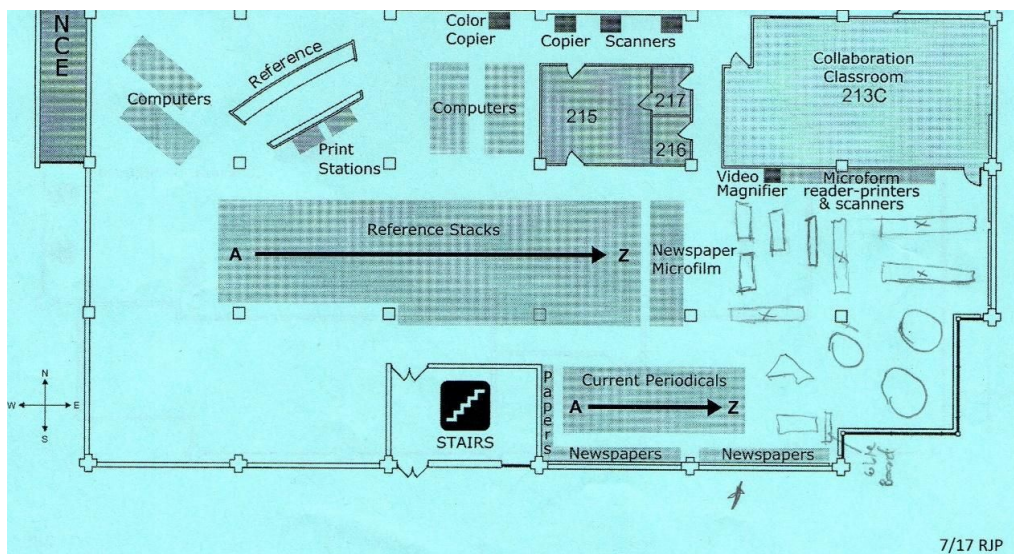 NCE
Color
Copier
Copier
Scanners
Reference
Computers
Computers
Print
Stations
215
217
216
Collaboration
Classroom
213C
Video
Magnifier
Microform
reader-printers
& scanners
Reference Stacks
A
Z
Newspaper
Microfilm
N
W
E
S
STAIRS
Papers
Current Periodicals
A
Z
Newspapers
Newspapers
7/17 RJP